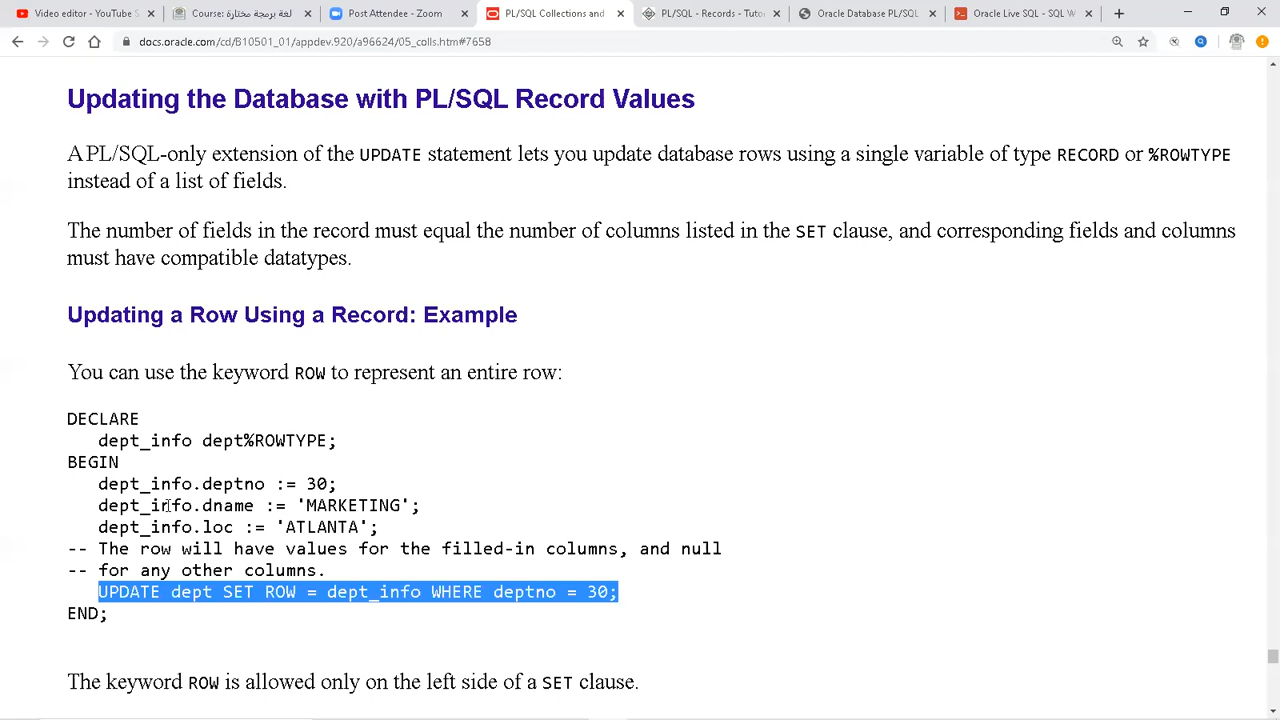 Video editor - YouTube S
Course لغة برمجة مختارة
Post Attendee - Zoom
PL/SQL Collections and
PL/SQL - Records - Tuto
Oracle Database PL/SQL
Oracle Live SQL - SQL W
docs.oracle.com/cd/B10501_01/appdev.920/a96624/05_colls.htm#7658
Updating the Database with PL/SQL Record Values
A PL/SQL-only extension of the UPDATE statement lets you update database rows using a single variable of type RECORD or %ROWTYPE
instead of a list of fields.
The number of fields in the record must equal the number of columns listed in the SET clause, and corresponding fields and columns
must have compatible datatypes.
Updating a Row Using a Record: Example
You can use the keyword ROW to represent an entire row:
DECLARE
dept_info dept%ROWTYPE;
BEGIN
dept_info.deptno := 30;
dept_info.dname := 'MARKETING';
dept_info.loc := 'ATLANTA';
-- The row will have values for the filled-in columns, and null
-- for any other columns.
UPDATE dept SET ROW = dept_info WHERE deptno = 30;
END;
The keyword ROW is allowed only on the left side of a SET clause.